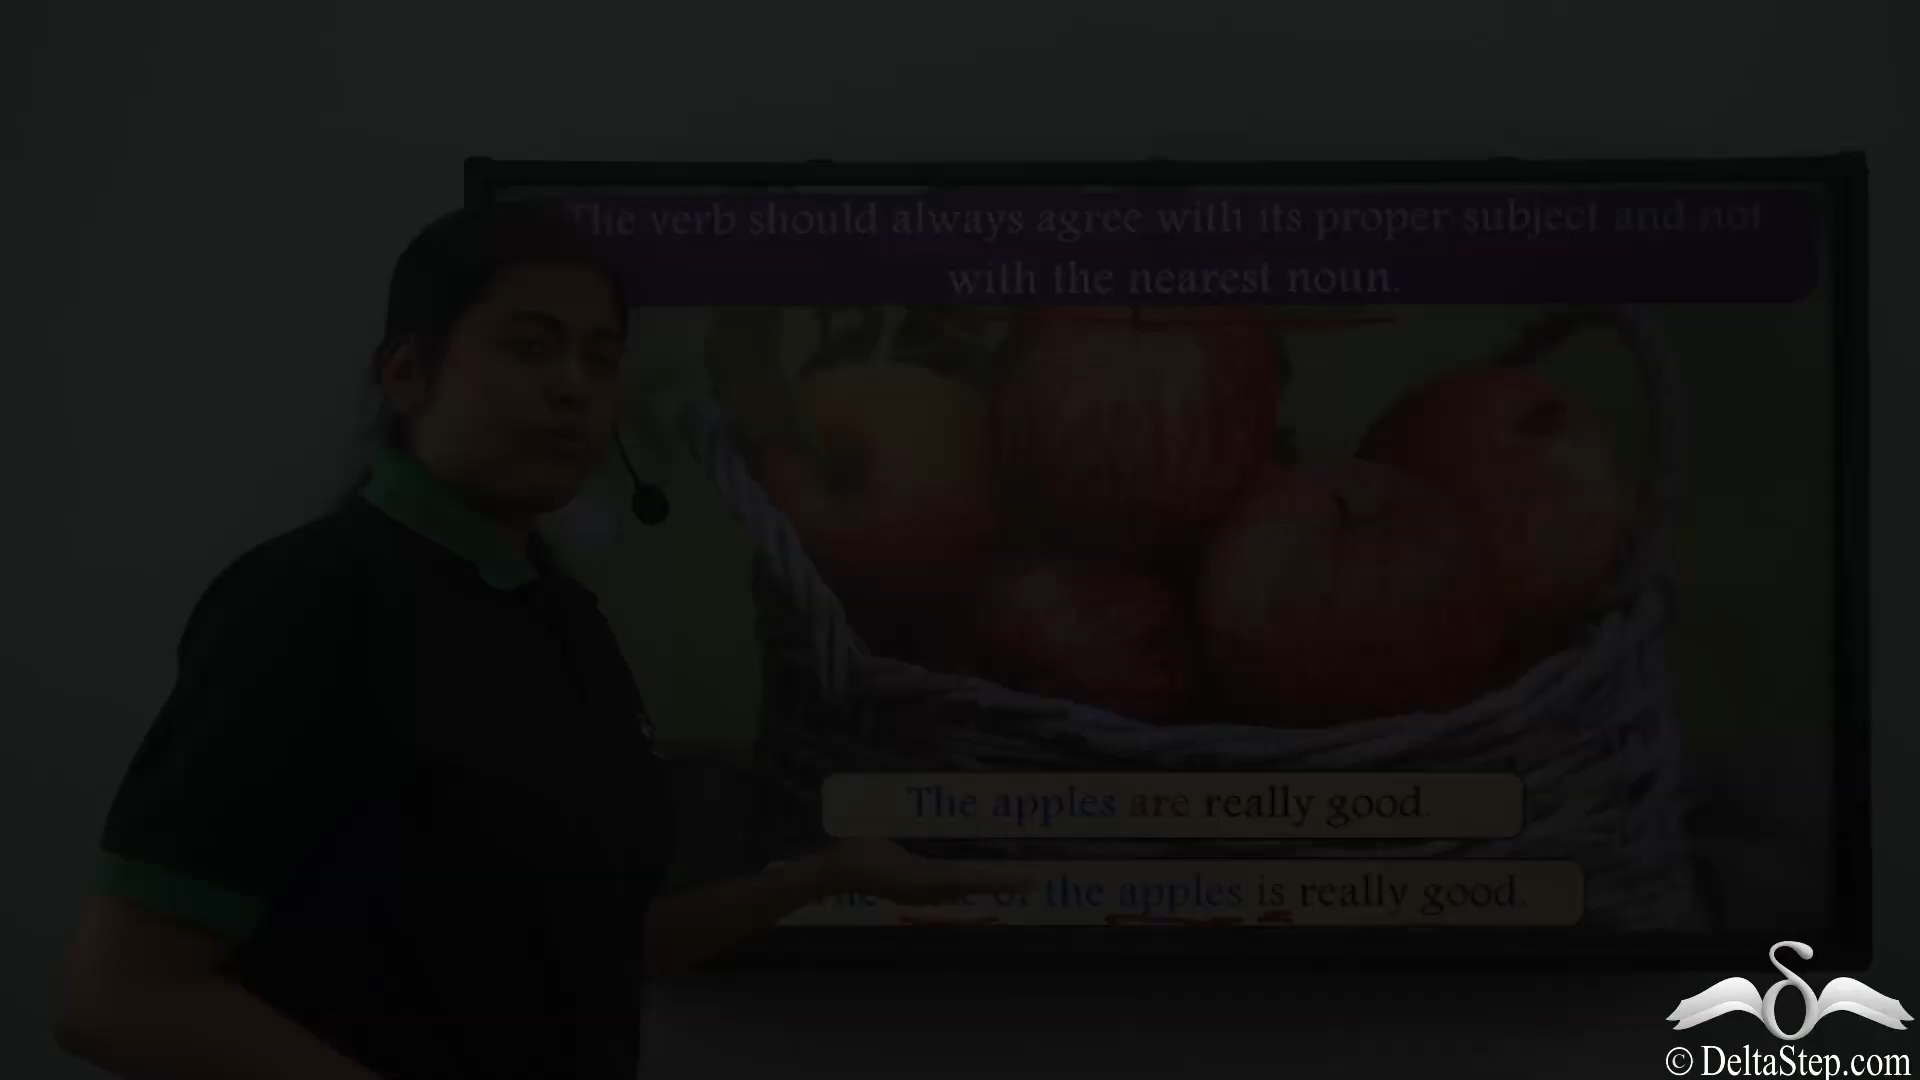 The verb should always agree with its proper subject and not
with the nearest noun.
The apples are really good.
The of the apples is really good.
© DeltaStep.com